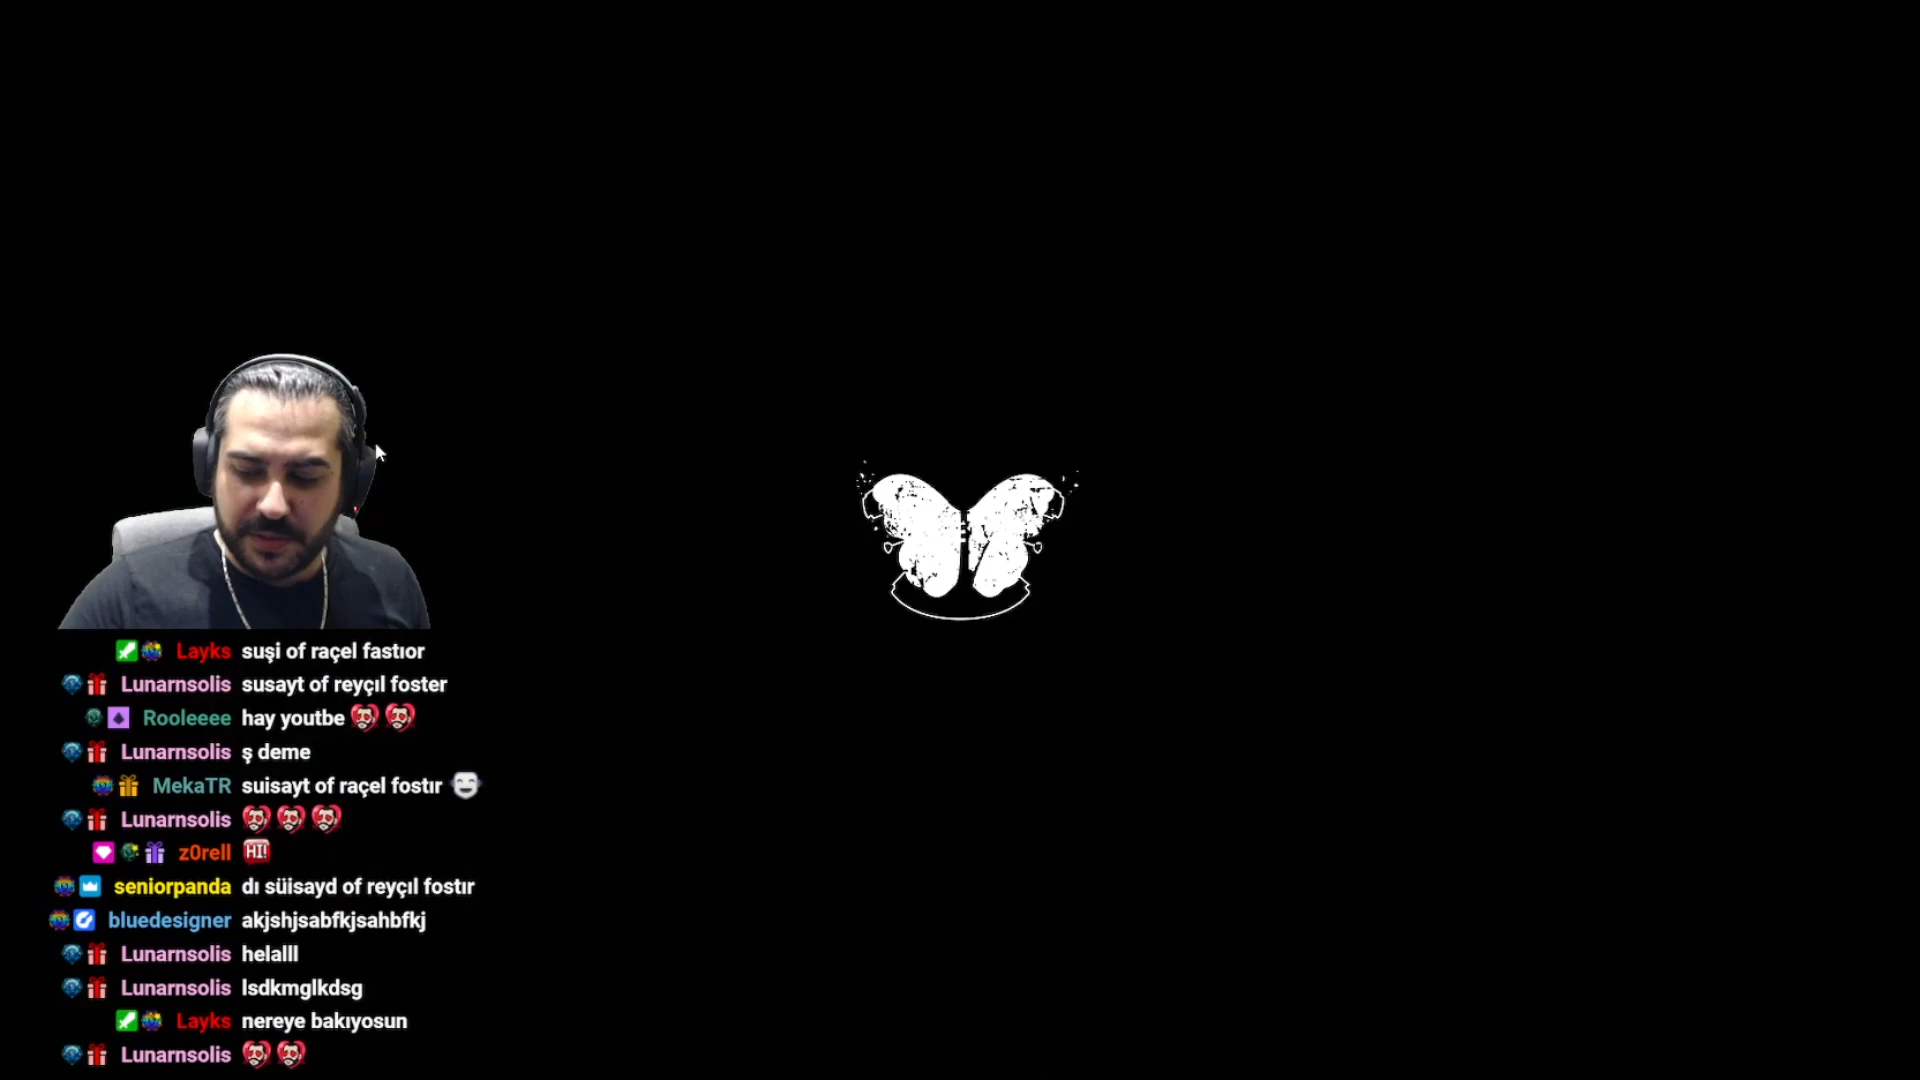 Layks suşi of raçel fastıor
Lunarnsolis susayt of reyçıl foster
Rooleeee hay youtbe
Lunarnsolis ş deme
MekaTR suisayt of raçel fostır
Lunarnsolis
z0rell HI!
seniorpanda dı süisayd of reyçıl fostır
bluedesigner akjshjsabfkjsahbfkj
Lunarnsolis helalll
Lunarnsolis lsdkmglkdsg
Layks nereye bakıyosun
Lunarnsolis